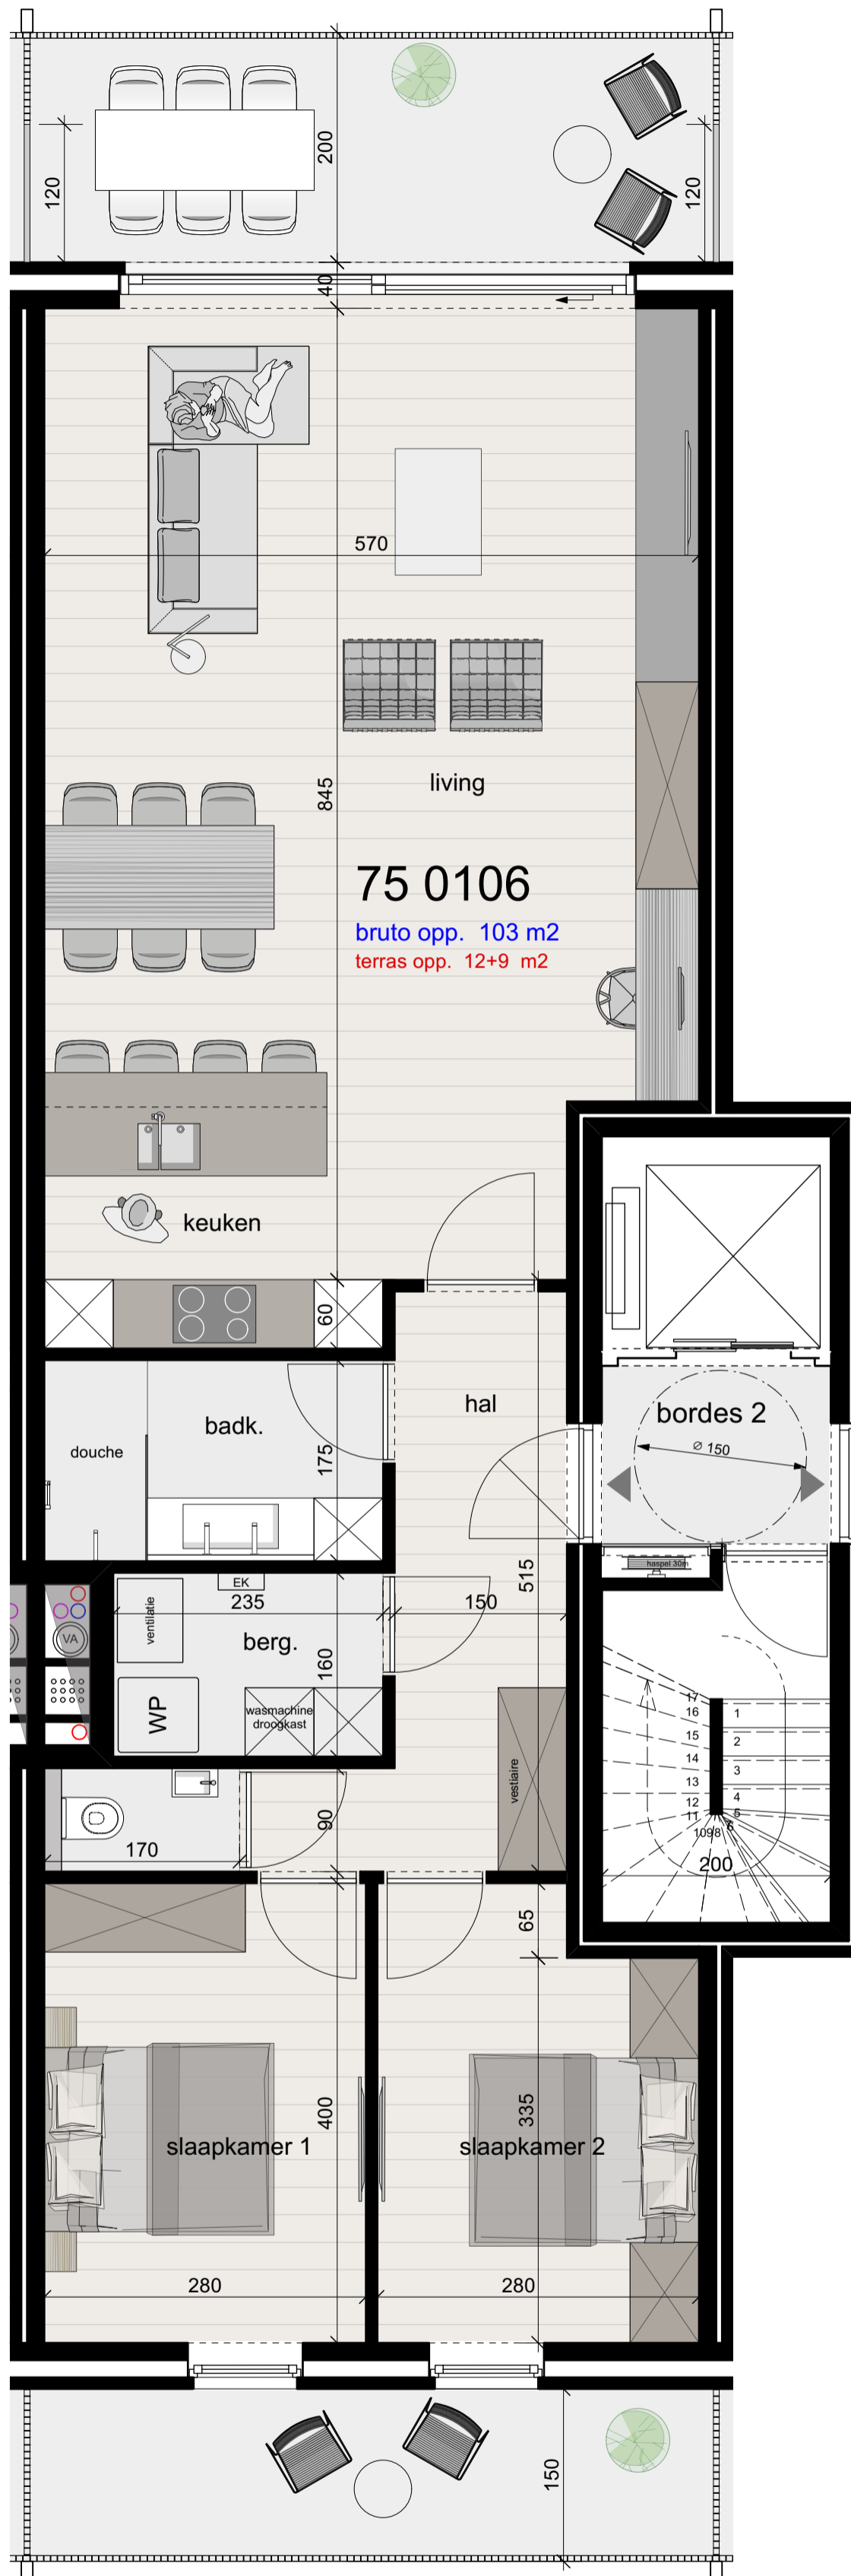 200
120
120
40
570
living
845
75 0106
bruto opp. 103 m2
terras opp. 12+9 m2
keuken
60
hal
bordes 2
badk.
douche
175
⌀ 150
haspel 30m
515
EK
235
150
ventilatie
berg.
VA
160
WP
wasmachine
droogkast
vestiaire
17
16
15
14
13
12
11
10
9
8
1
2
3
4
5
6
90
170
200
65
400
335
slaapkamer 1
slaapkamer 2
280
280
150